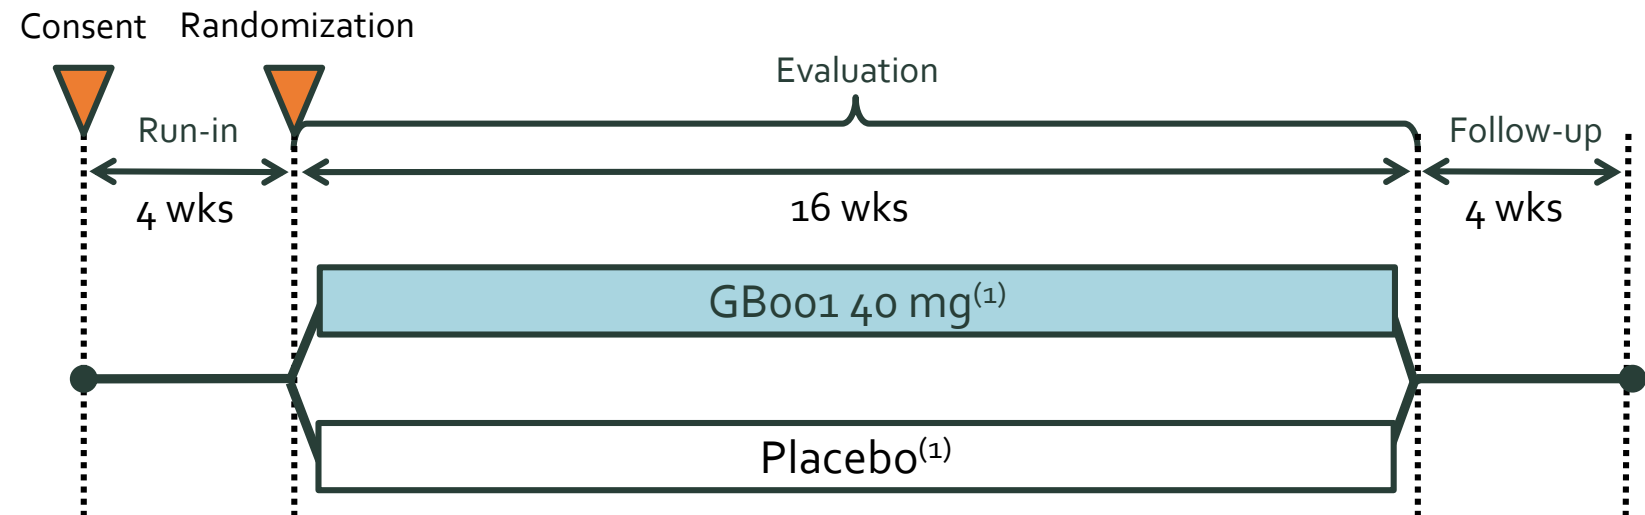 Consent Randomization
Evaluation
Run-in
Follow-up
4 wks
16 wks
4 wks
GB001 40 mg(1)
Placebo(1)